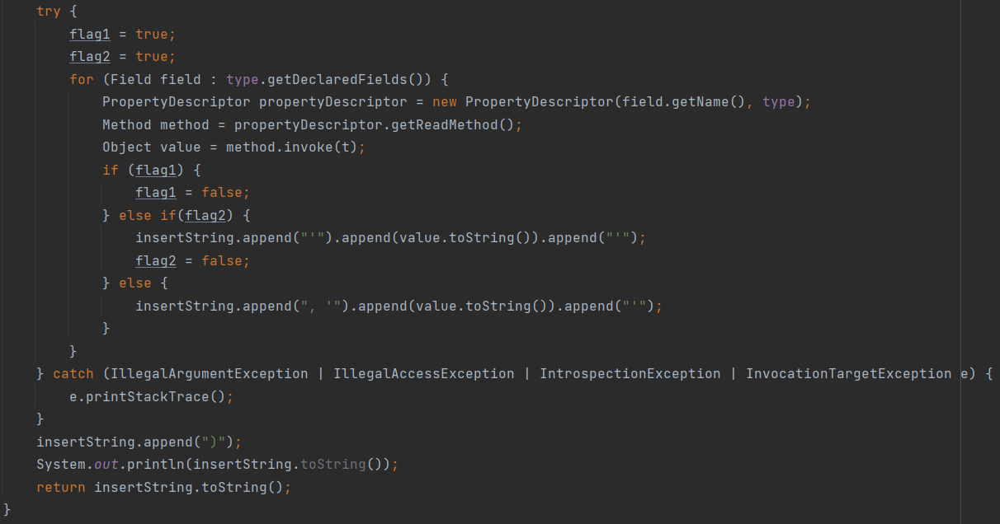 try {
flag1 = true;
flag2 = true;
for (Field field : type.getDeclaredFields()) {
PropertyDescriptor propertyDescriptor = new PropertyDescriptor(field.getName(), type);
Method method = propertyDescriptor.getReadMethod();
Object value = method.invoke(t);
if (flag1) {
flag1 = false;
} else if(flag2) {
insertString.append("'").append(value.toString()).append("'");
flag2 = false;
} else {
insertString.append(", '").append(value.toString()).append("'");
}
}
} catch (IllegalArgumentException | IllegalAccessException | IntrospectionException | InvocationTargetException e) {
e.printStackTrace();
}
insertString.append(")");
System.out.println(insertString.toString());
return insertString.toString();
}